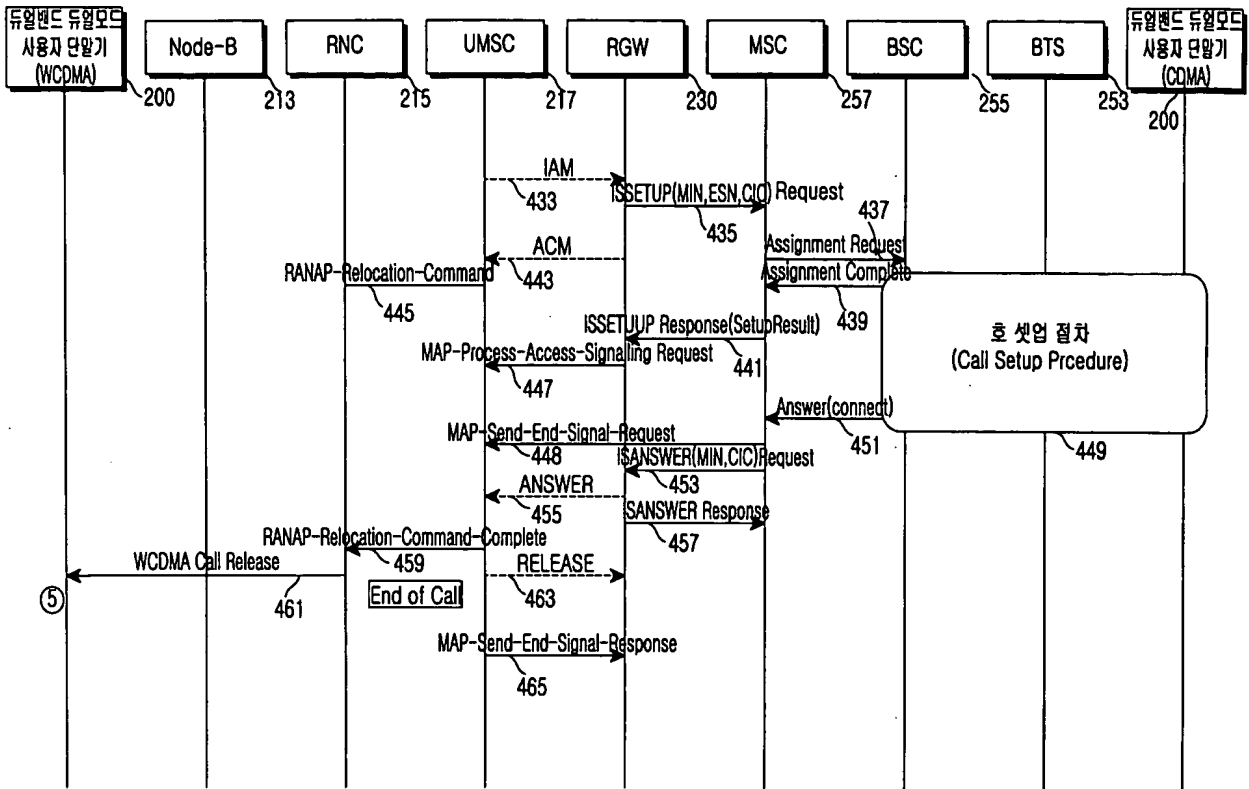 듀얼밴드 듀얼모드
사용자 단말기
(WCDMA)
200
Node-B
213
RNC
215
UMSC
217
RGW
230
MSC
257
BSC
255
BTS
253
듀얼밴드 듀얼모드
사용자 단말기
(CDMA)
200
IAM
433
ISSETUP(MIN,ESN,CIC) Request
435
437
ACM
443
Assignment Request
RANAP-Relocation-Command
445
Assignment Complete
439
호 셋업 절차
(Call Setup Prcedure)
449
ISSETUUP Response(SetupResult)
441
MAP-Process-Access-Signalling Request
447
Answer(connect)
451
MAP-Send-End-Signal-Request
448
ISANSWER(MIN,CIC)Request
453
ANSWER
455
SANSWER Response
457
RANAP-Relocation-Command-Complete
459
WCDMA Call Release
461
RELEASE
463
⑤
End of Call
MAP-Send-End-Signal-Response
465